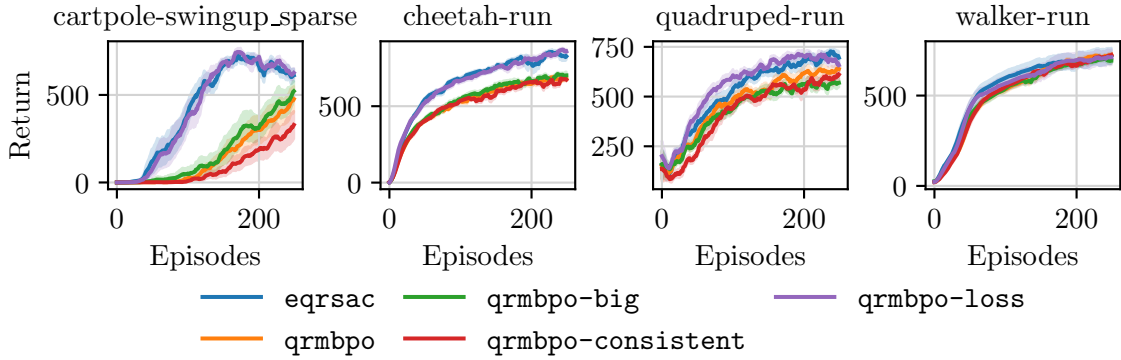 cartpole-swingup_sparse cheetah-run quadruped-run walker-run
Return
500
0
0 200
Episodes
500
0
0 200
Episodes
750
500
250
0 200
Episodes
500
0
0 200
Episodes
eqrsac qrmbpo-big qrmbpo-loss
qrmbpo qrmbpo-consistent